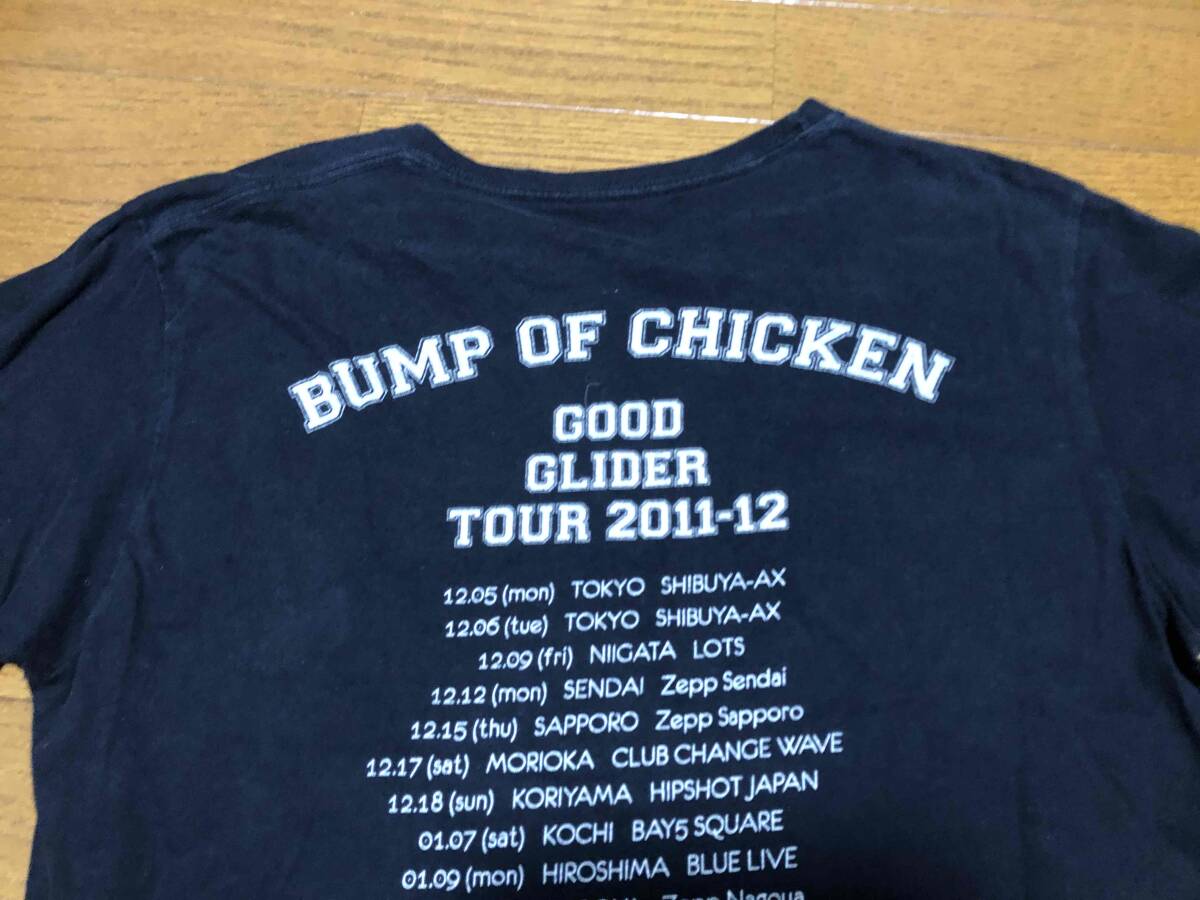 BUMP OF CHICKEN
GOOD
GLIDER
TOUR 2011-12
12.05 (mon) TOKYO SHIBUYA-AX
12.06 (tue) TOKYO SHIBUYA-AX
12.09 (fri) NIIGATA LOTS
12.12 (mon) SENDAI Zepp Sendai
12.15 (thu) SAPPORO Zepp Sapporo
12.17 (sat) MORIOKA CLUB CHANGE WAVE
12.18 (sun) KORIYAMA HIPSHOT JAPAN
01.07 (sat) KOCHI BAY5 SQUARE
01.09 (mon) HIROSHIMA BLUE LIVE
Zepp Nagoya